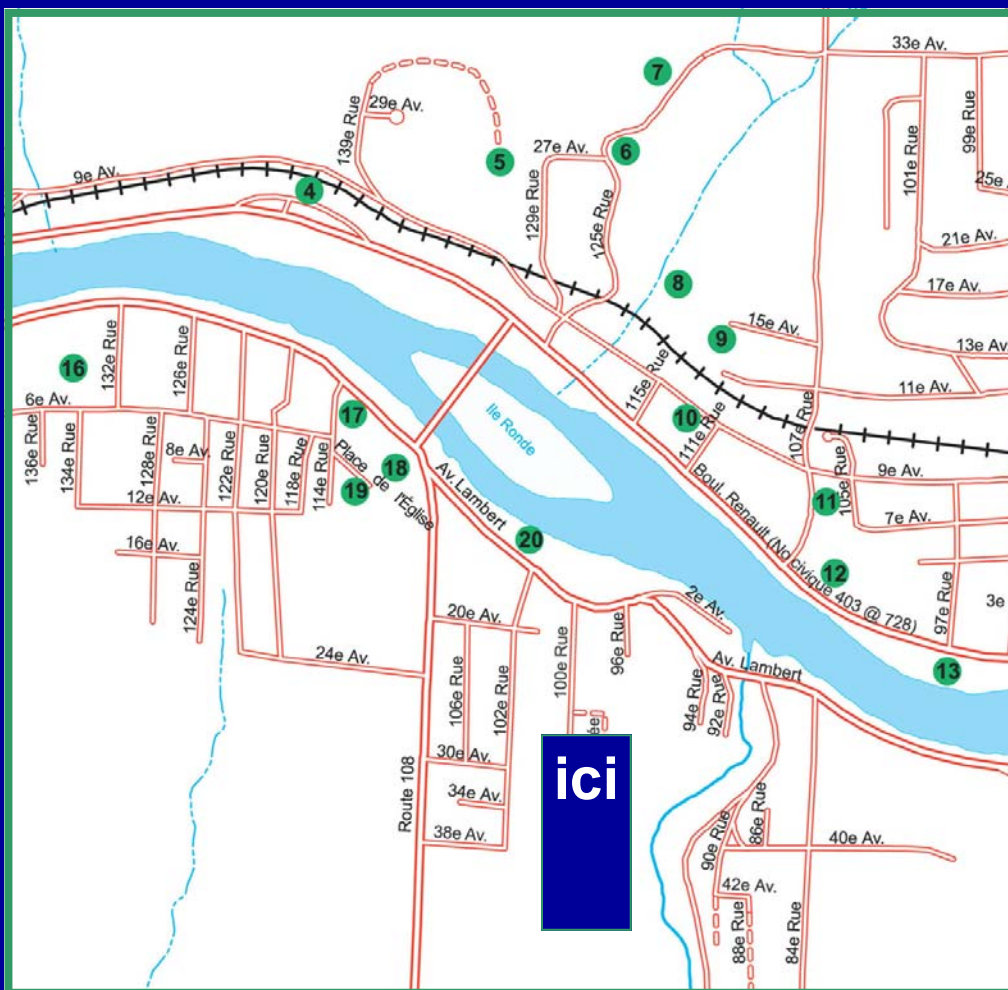 33e Av.
7
29e Av.
139e Rue
99e Rue
101e Rue
27e Av.
6
5
9e Av.
4
25e
129e Rue
125e Rue
21e Av.
8
17e Av.
15e Av.
9
13e Av.
16
132e Rue
126e Rue
115e Rue
11e Av.
Ile Ronde
6e Av.
17
10
111e Rue
107e Rue
136e Rue
134e Rue
128e Rue
8e Av.
122e Rue
120e Rue
118e Rue
114e Rue
Place de l'Église
18
19
Av. Lambert
Boul. Renault (No civique 403 @ 728)
105e Rue
9e Av.
11
12e Av.
7e Av.
16e Av.
20
12
124e Rue
2e Av.
97e Rue
3e
20e Av.
96e Rue
100e Rue
24e Av.
Av. Lambert
13
106e Rue
102e Rue
94e Rue
92e Rue
ée
30e Av.
ici
Route 108
34e Av.
38e Av.
90e Rue
86e Rue
40e Av.
42e Av.
88e Rue
84e Rue